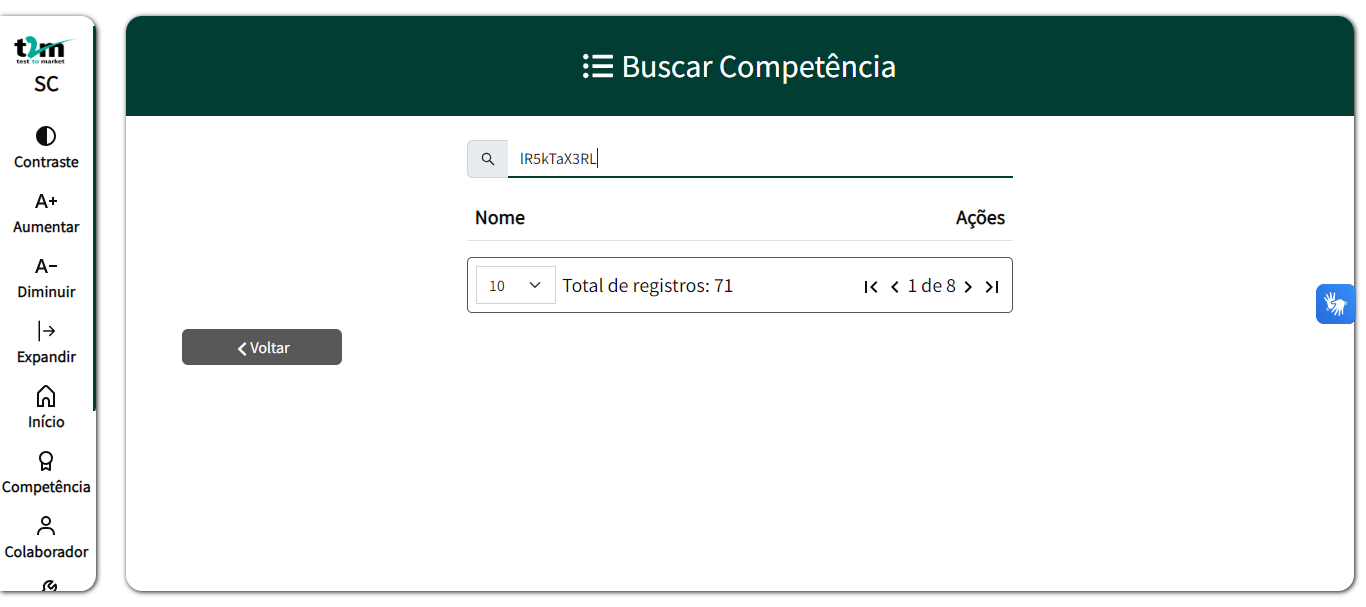 t2m
test to market
SC
Contraste
A+
Aumentar
A-
Diminuir
Expandir
Início
Competência
Colaborador
Buscar Competência
lR5kTaX3RL
Nome Ações
10 Total de registros: 71 1 de 8
Voltar